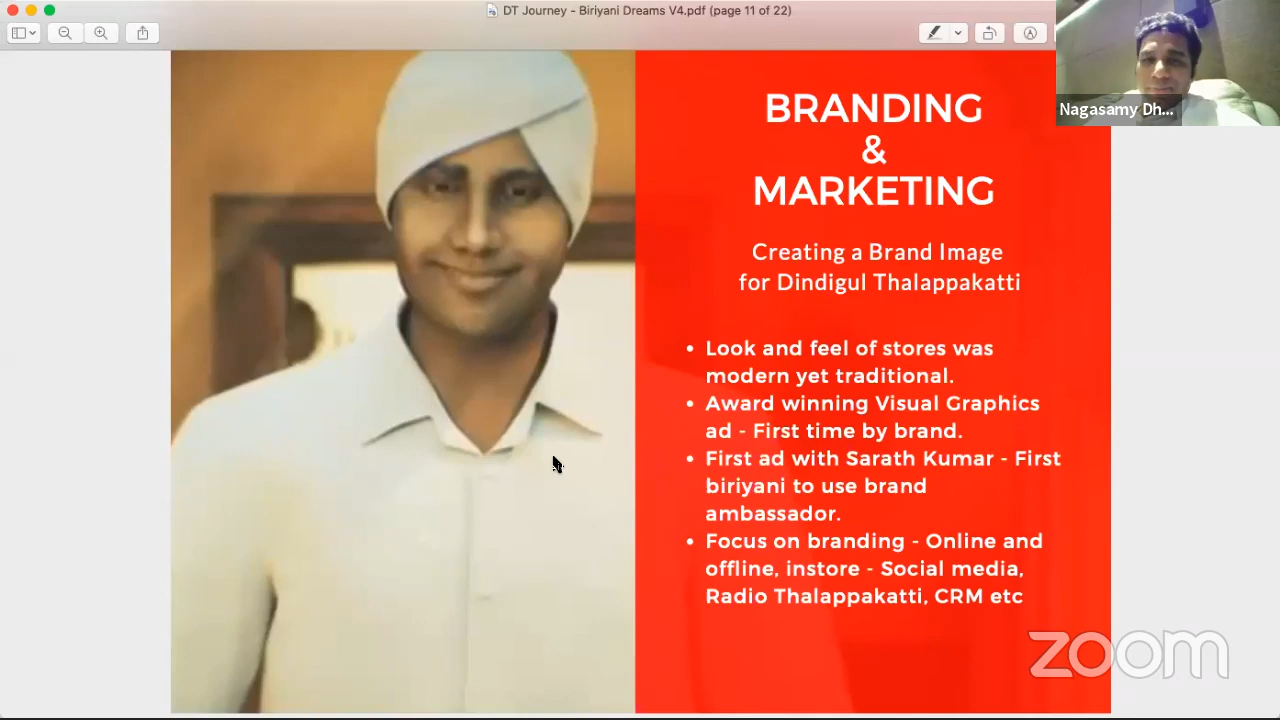 DT Journey - Biriyani Dreams V4.pdf (page 11 of 22)
Nagasamy Dh...
BRANDING
&
MARKETING
Creating a Brand Image
for Dindigul Thalappakatti
• Look and feel of stores was
modern yet traditional.
• Award winning Visual Graphics
ad - First time by brand.
• First ad with Sarath Kumar - First
biriyani to use brand
ambassador.
• Focus on branding - Online and
offline, instore - Social media,
Radio Thalappakatti, CRM etc
zoom